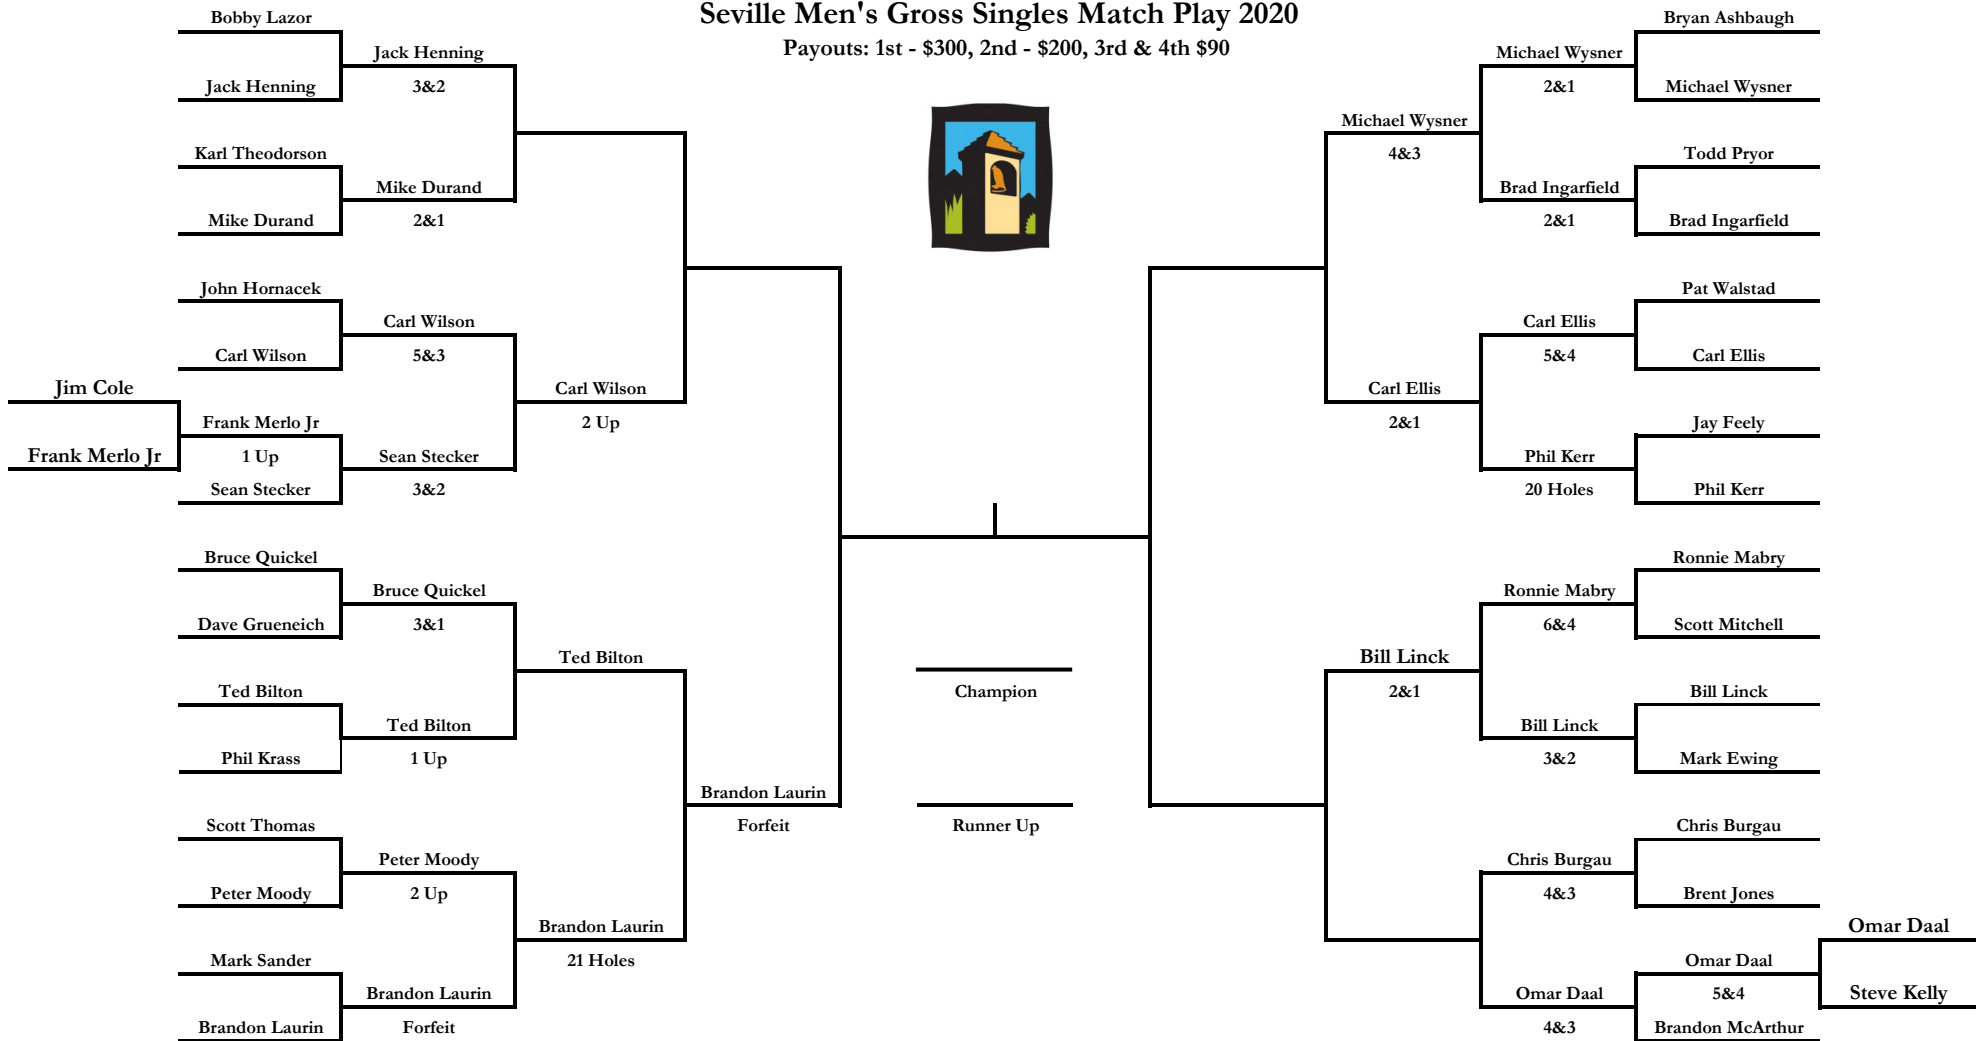 Seville Men's Gross Singles Match Play 2020
Payouts: 1st - $300, 2nd - $200, 3rd & 4th $90
Bobby Lazor
Jack Henning
3&2
Jack Henning
Karl Theodorson
Mike Durand
2&1
Mike Durand
John Hornacek
Carl Wilson
5&3
Carl Wilson
Carl Wilson
2 Up
Jim Cole
Frank Merlo Jr
Frank Merlo Jr
1 Up
Sean Stecker
Sean Stecker
3&2
Bruce Quickel
Bruce Quickel
3&1
Dave Grueneich
Ted Bilton
Ted Bilton
Ted Bilton
1 Up
Phil Krass
Brandon Laurin
Forfeit
Scott Thomas
Peter Moody
2 Up
Peter Moody
Brandon Laurin
21 Holes
Mark Sander
Brandon Laurin
Forfeit
Brandon Laurin
Champion
Runner Up
Bryan Ashbaugh
Michael Wysner
2&1
Michael Wysner
Michael Wysner
4&3
Todd Pryor
Brad Ingarfield
2&1
Brad Ingarfield
Pat Walstad
Carl Ellis
5&4
Carl Ellis
Carl Ellis
2&1
Jay Feely
Phil Kerr
20 Holes
Phil Kerr
Ronnie Mabry
Ronnie Mabry
6&4
Scott Mitchell
Bill Linck
2&1
Bill Linck
Bill Linck
3&2
Mark Ewing
Chris Burgau
Chris Burgau
4&3
Brent Jones
Omar Daal
Omar Daal
5&4
Steve Kelly
Omar Daal
4&3
Brandon McArthur